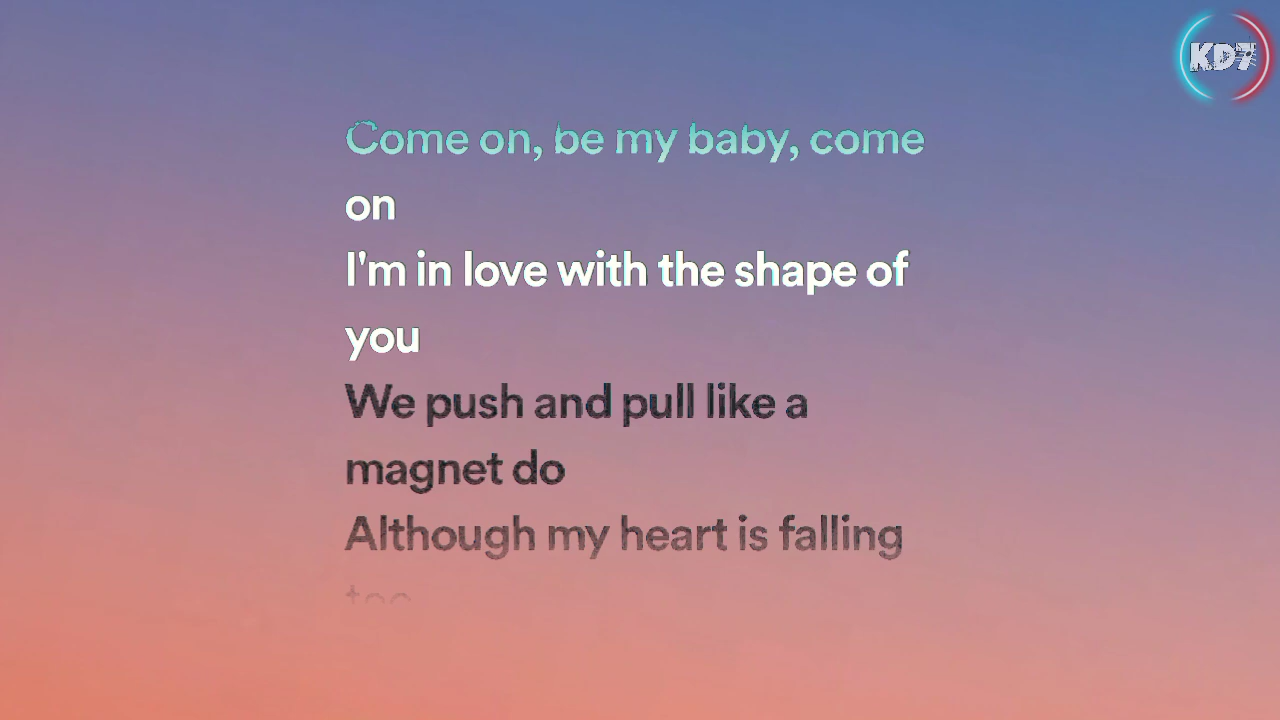 KD7
Come on, be my baby, come
on
I'm in love with the shape of
you
We push and pull like a
magnet do
Although my heart is falling
too